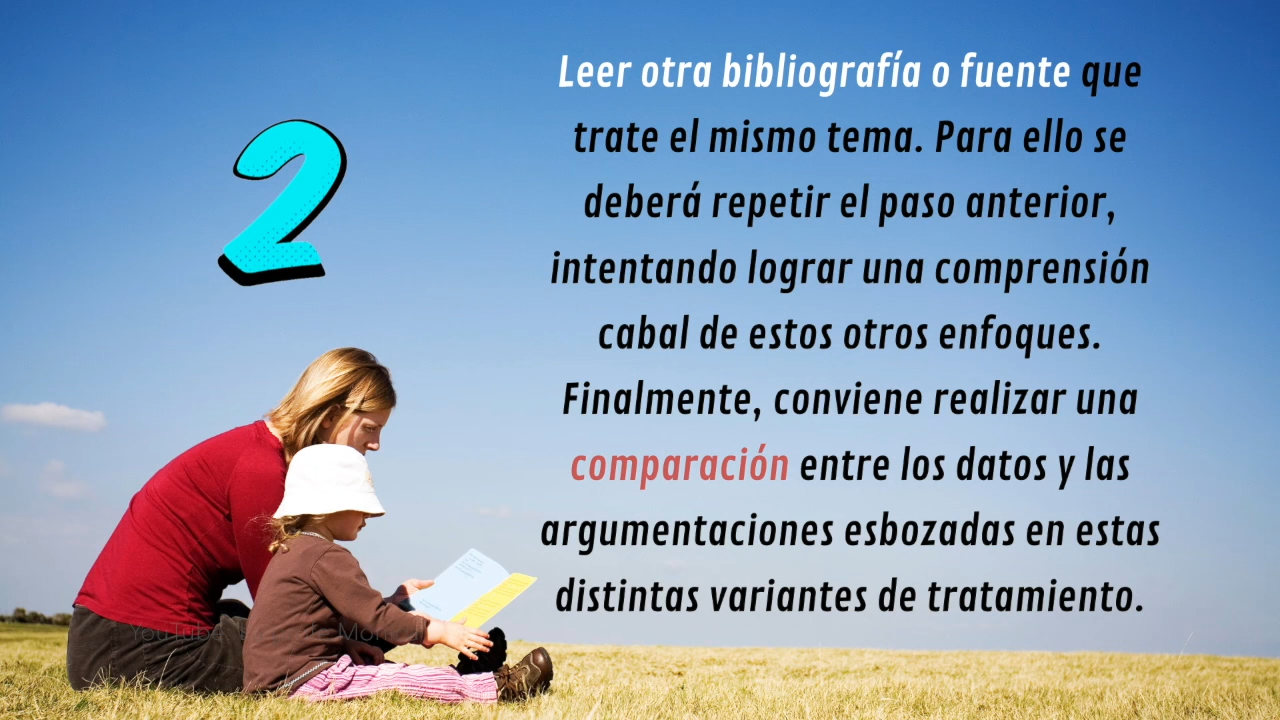 2
Leer otra bibliografía o fuente que
trate el mismo tema. Para ello se
deberá repetir el paso anterior,
intentando lograr una comprensión
cabal de estos otros enfoques.
Finalmente, conviene realizar una
comparación entre los datos y las
argumentaciones esbozadas en estas
distintas variantes de tratamiento.